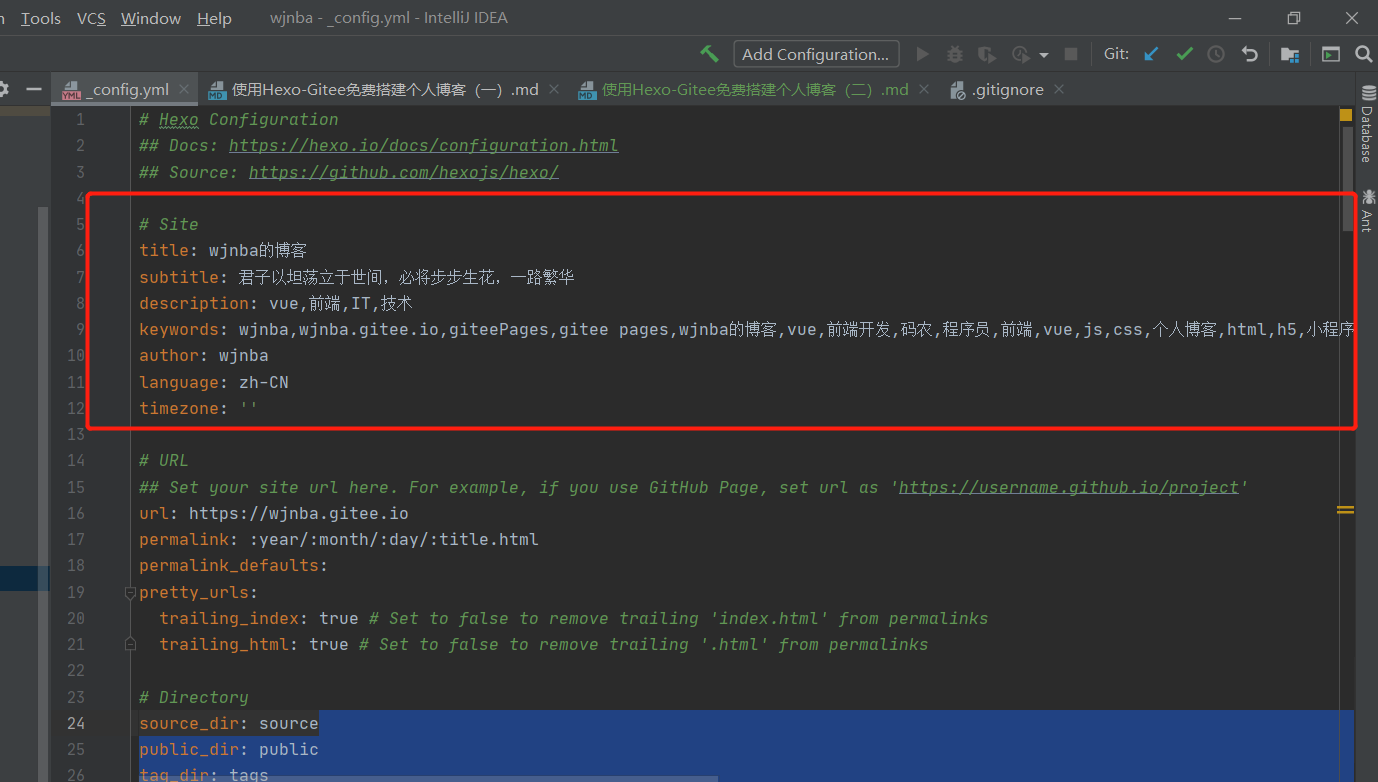 Tools VCS Window Help wjnba - _config.yml - IntelliJ IDEA
Add Configuration... Git:
_config.yml 使用Hexo-Gitee免费搭建个人博客（一）.md 使用Hexo-Gitee免费搭建个人博客（二）.md .gitignore
1 # Hexo Configuration
2 ## Docs: https://hexo.io/docs/configuration.html
3 ## Source: https://github.com/hexojs/hexo/
4
5 # Site
6 title: wjnba的博客
7 subtitle: 君子以坦荡立于世间，必将步步生花，一路繁华
8 description: vue,前端,IT,技术
9 keywords: wjnba,wjnba.gitee.io,giteePages,gitee pages,wjnba的博客,vue,前端开发,码农,程序员,前端,vue,js,css,个人博客,html,h5,小程序
10 author: wjnba
11 language: zh-CN
12 timezone: ''
13
14 # URL
15 ## Set your site url here. For example, if you use GitHub Page, set url as 'https://username.github.io/project'
16 url: https://wjnba.gitee.io
17 permalink: :year/:month/:day/:title.html
18 permalink_defaults:
19 pretty_urls:
20 trailing_index: true # Set to false to remove trailing 'index.html' from permalinks
21 trailing_html: true # Set to false to remove trailing '.html' from permalinks
22
23 # Directory
24 source_dir: source
25 public_dir: public
26 tag_dir: tags
Database
Ant